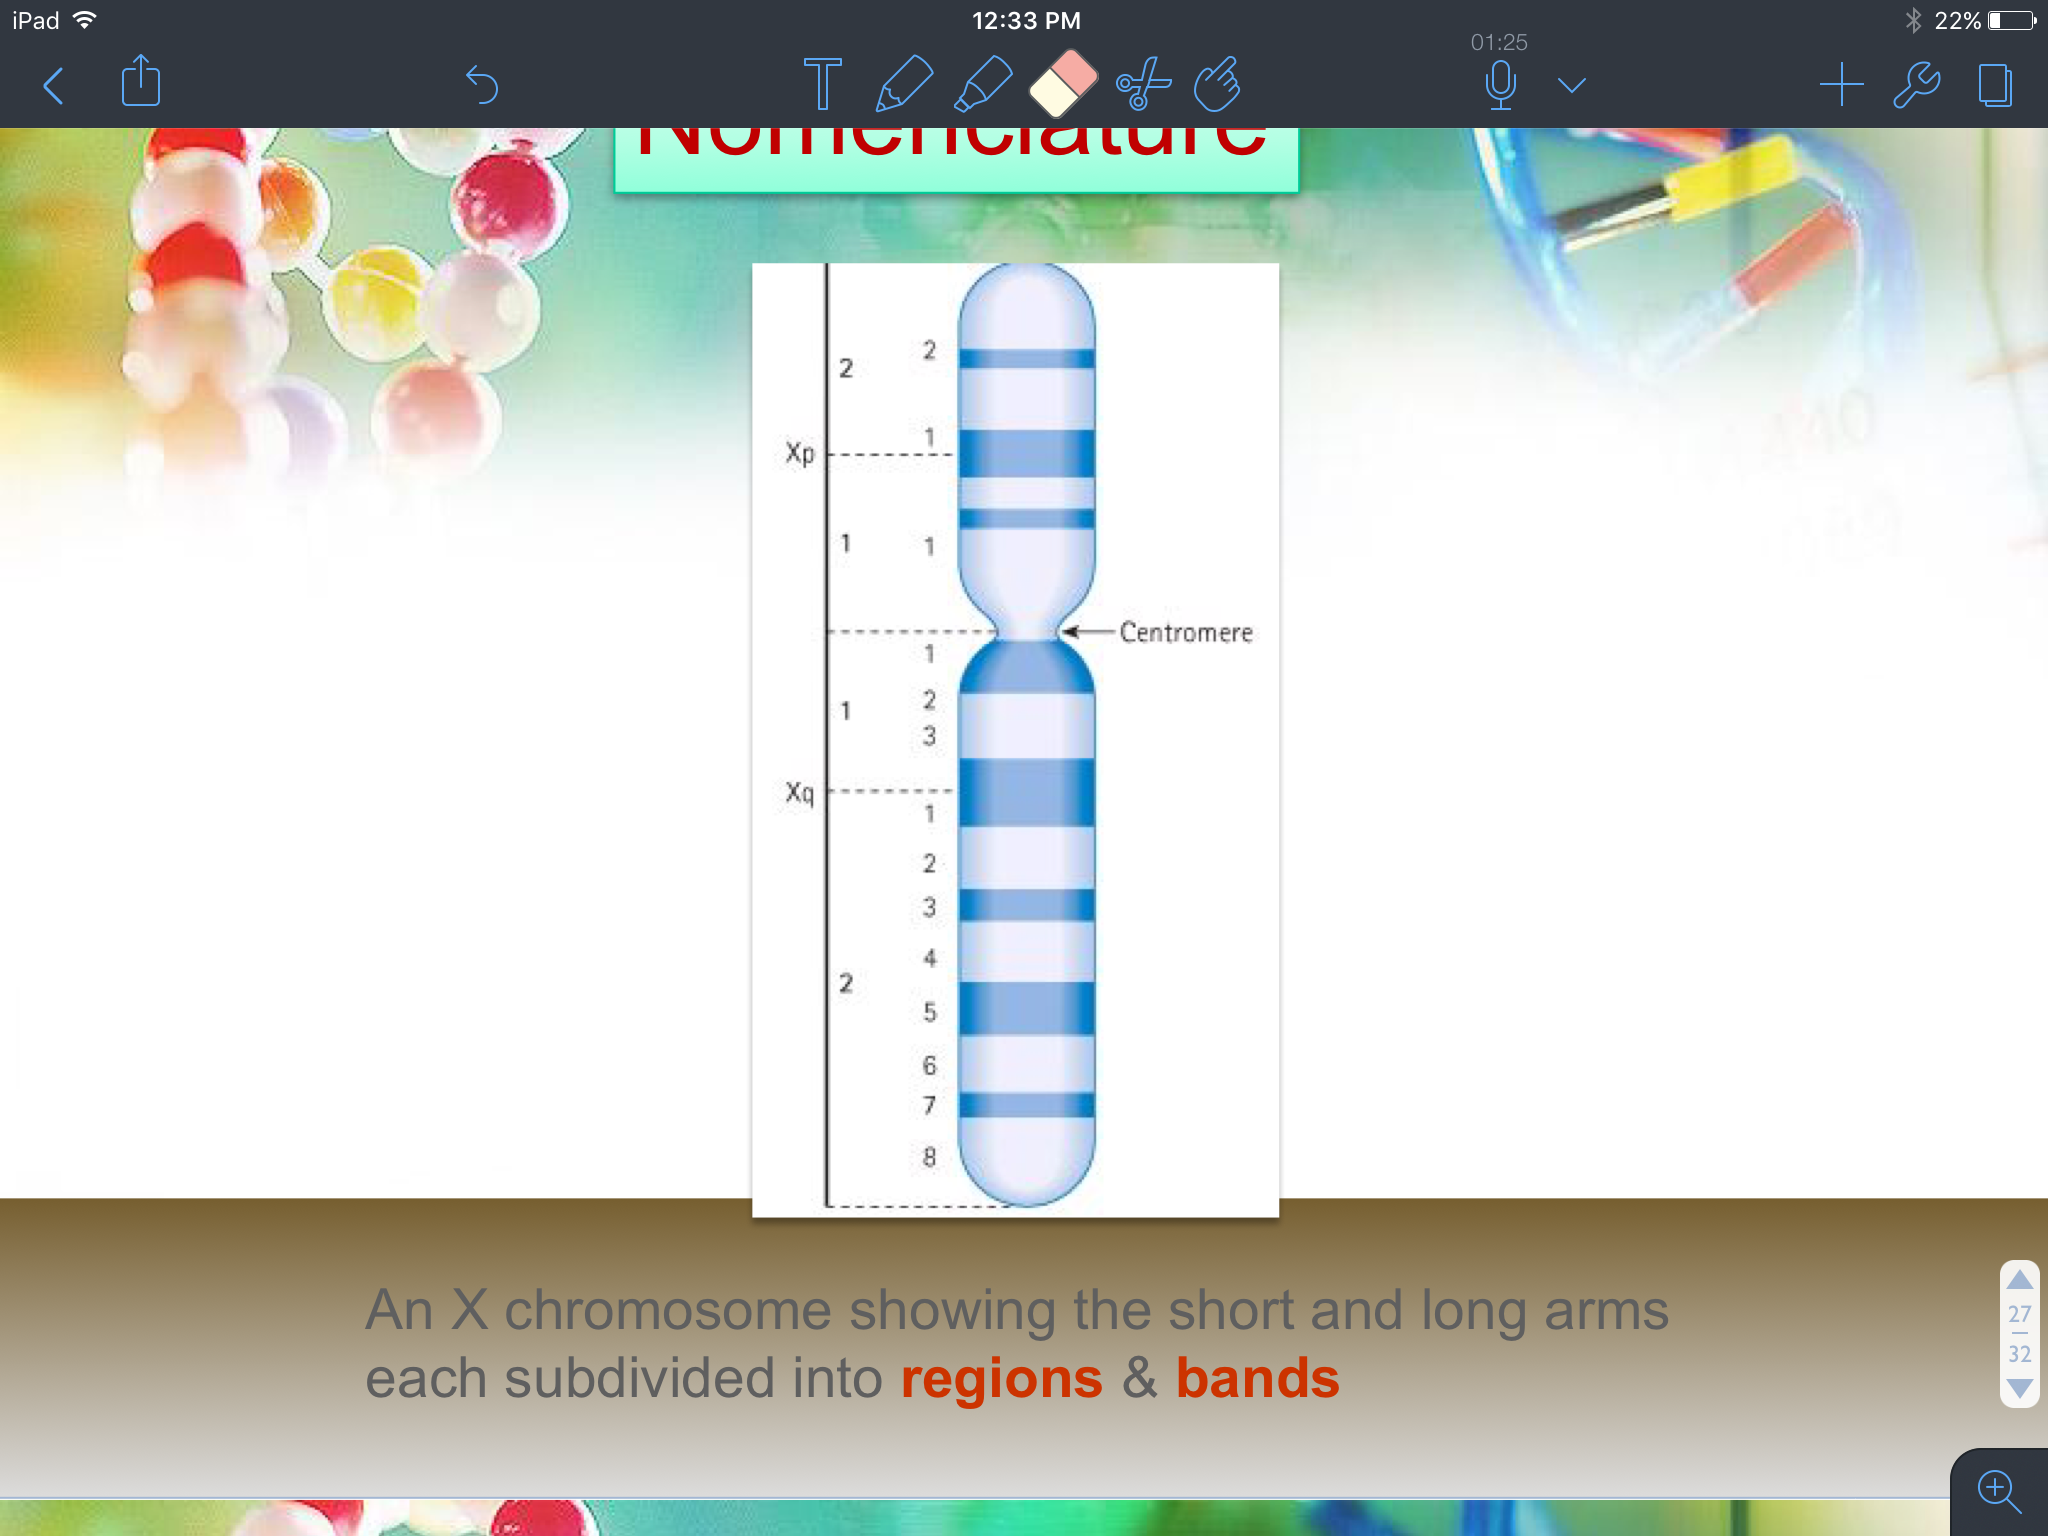 iPad
12:33 PM
22%
01:25
T
Nomenclature
2
2
Xp
1
1
1
Centromere
1
1
2
3
Xq
1
2
3
4
2
5
6
7
8
An X chromosome showing the short and long arms
each subdivided into regions & bands
27
32